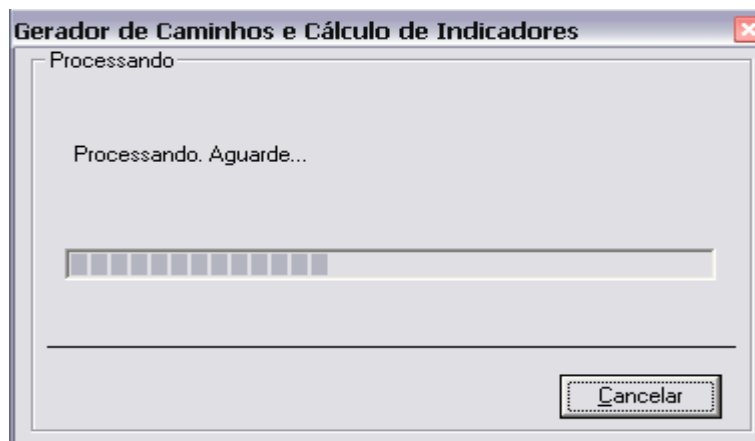 Gerador de Caminhos e Cálculo de Indicadores
Processando
Processando. Aguarde...
Cancelar